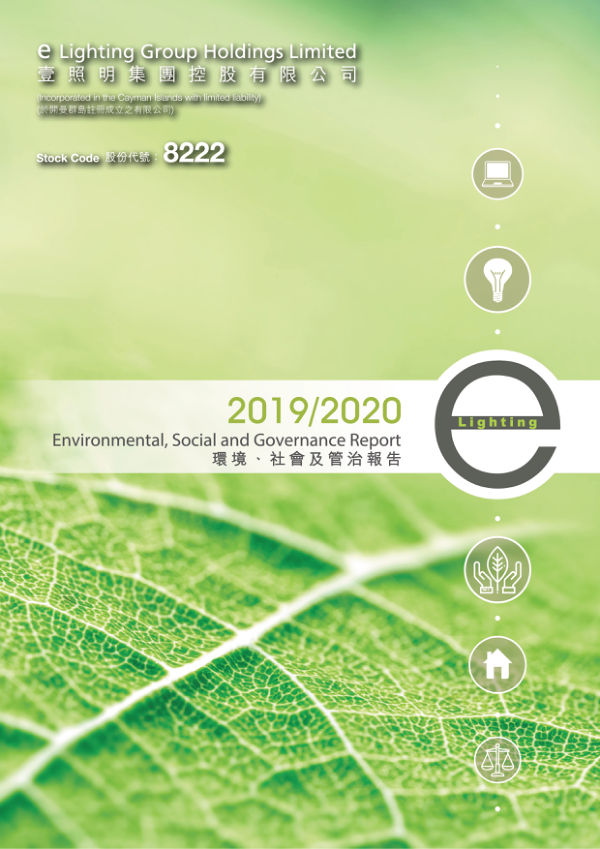 e Lighting Group Holdings Limited
壹照明集團控股有限公司
(Incorporated in the Cayman Islands with limited liability)
(於開曼群島註冊成立之有限公司)
Stock Code 股份代號：8222
2019/2020
Environmental, Social and Governance Report
環境、社會及管治報告
e Lighting